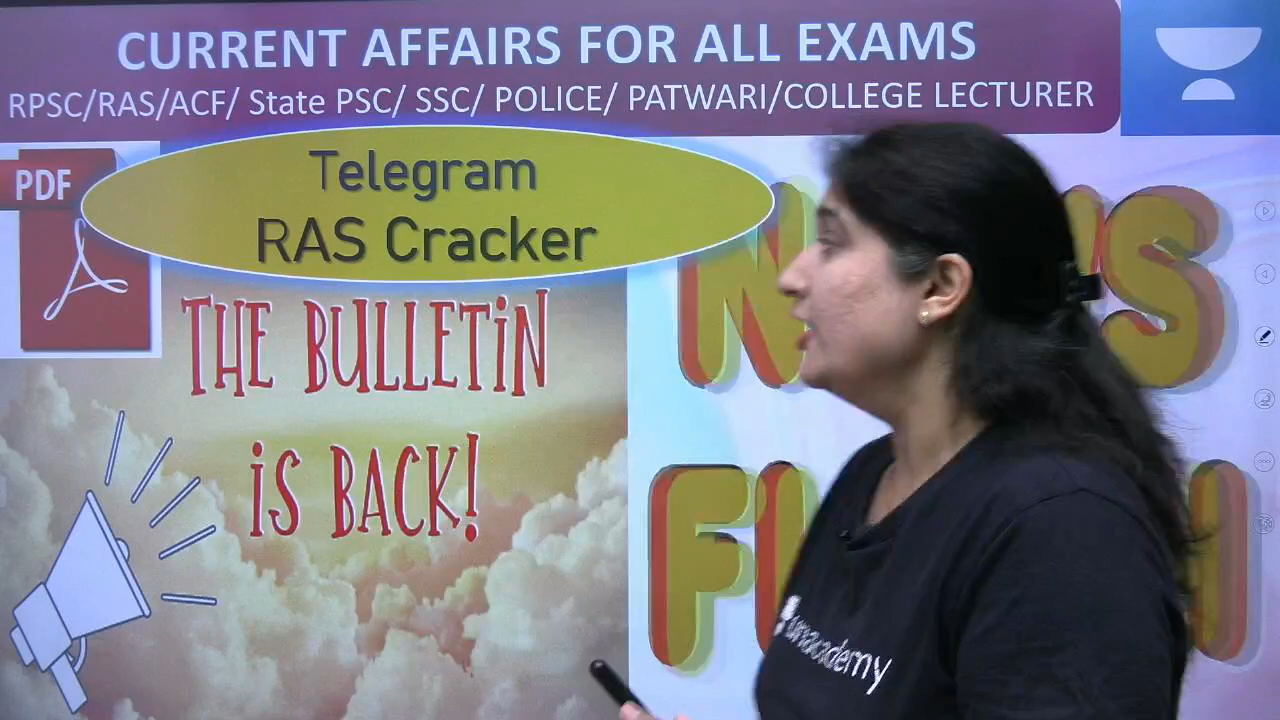 CURRENT AFFAIRS FOR ALL EXAMS
RPSC/RAS/ACF/ State PSC/ SSC/ POLICE/ PATWARI/COLLEGE LECTURER
PDF
Telegram
RAS Cracker
THE BULLETIN
IS BACK!
unacademy